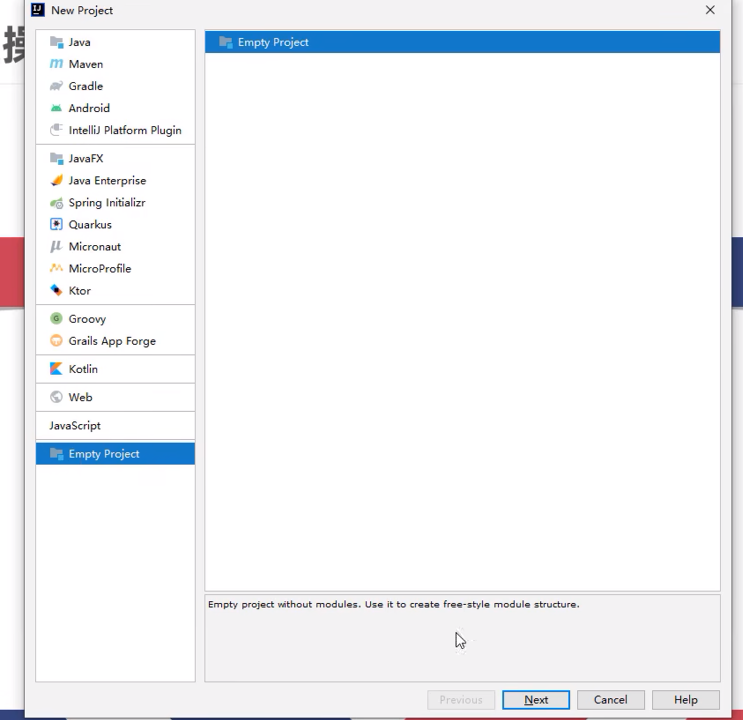 New Project
操
Java
Maven
Gradle
Android
IntelliJ Platform Plugin
JavaFX
Java Enterprise
Spring Initializr
Quarkus
Micronaut
MicroProfile
Ktor
Groovy
Grails App Forge
Kotlin
Web
JavaScript
Empty Project
Empty Project
Empty project without modules. Use it to create free-style module structure.
Previous
Next
Cancel
Help